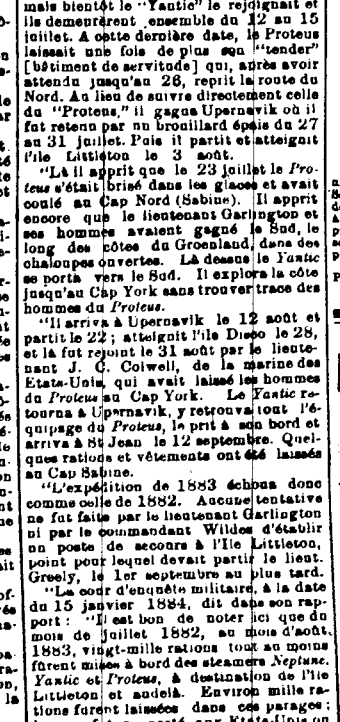 mais bientôt le "Yantic" le rejoignait et
ils demeurèrent ensemble du 12 au 15
juillet. A cette dernière date, le Proteus
laissait une fois de plus son "tender"
[bâtiment de servitude] qui, après avoir
attendu jusqu'au 26, reprit la route du
Nord. Au lieu de suivre directement celle
du "Proteus," il gagna Upernavik où il
fut retenu par un brouillard épais du 27
au 31 juillet. Puis il partit et atteignit
l'île Littleton le 3 août.
"Là il apprit que le 23 juillet le Pro-
teus s'était brisé dans les glaces et avait
coulé au Cap Nord (Sabine). Il apprit
encore que le lieutenant Garlington et
ses hommes avaient gagné le Sud, le
long des côtes du Groenland, dans des
chaloupes ouvertes. Là dessus le Yantic
se porta vers le Sud. Il explora la côte
jusqu'au Cap York sans trouver trace des
hommes du Proteus.
"Il arriva à Upernavik le 12 août et
partit le 22 ; atteignit l'île Disco le 28,
et là fut rejoint le 31 août par le lieute-
nant J. C. Colwell, de la marine des
Etats-Unis, qui avait laissé les hommes
du Proteus au Cap York. Le Yantic re-
tourna à Upernavik, y retrouva tout l'é-
quipage du Proteus, le prit à son bord et
arriva à St Jean le 12 septembre. Quel-
ques rations et vêtements ont été laissés
au Cap Sabine.
"L'expédition de 1883 échoua donc
comme celle de 1882. Aucune tentative
ne fut faite par le lieutenant Garlington
ni par le commandant Wildes d'établir
un poste de secours à l'Ile Littleton,
point pour lequel devait partir le lieut.
Greely, le 1er septembre au plus tard.
"La cour d'enquête militaire, à la date
du 15 janvier 1884, dit dans son rap-
port : "Il est bon de noter ici que du
mois de juillet 1882, au mois d'août,
1883, vingt-mille rations tout au moins
furent mises à bord des steamers Neptune.
Yantic et Proteus, à destination de l'île
Littleton et audelà. Environ mille ra-
tions furent laissées dans ces parages ;